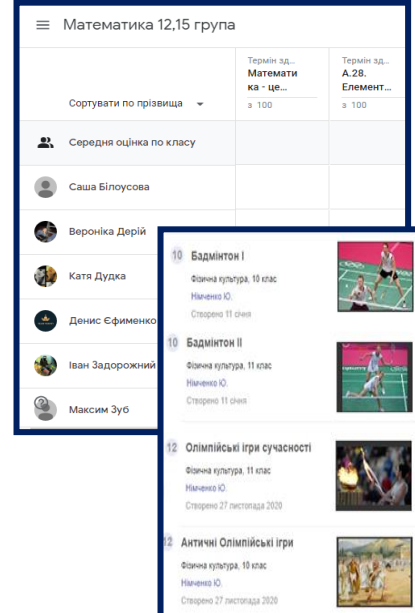 Математика 12,15 група
Термін зд...
Математи
ка - це...
з 100
Термін зд...
А.28.
Елемент...
з 100
Сортувати по прізвища
Середня оцінка по класу
Саша Білоусова
Вероніка Дерій
Катя Дудка
Денис Єфименко
Іван Задорожний
Максим Зуб
10 Бадмінтон І
Фізична культура, 10 клас
Німченко Ю.
Створено 11 січня
10 Бадмінтон ІІ
Фізична культура, 11 клас
Німченко Ю.
Створено 11 січня
12 Олімпійські ігри сучасності
Фізична культура, 11 клас
Німченко Ю.
Створено 27 листопада 2020
12 Античні Олімпійські ігри
Фізична культура, 10 клас
Німченко Ю.
Створено 27 листопада 2020